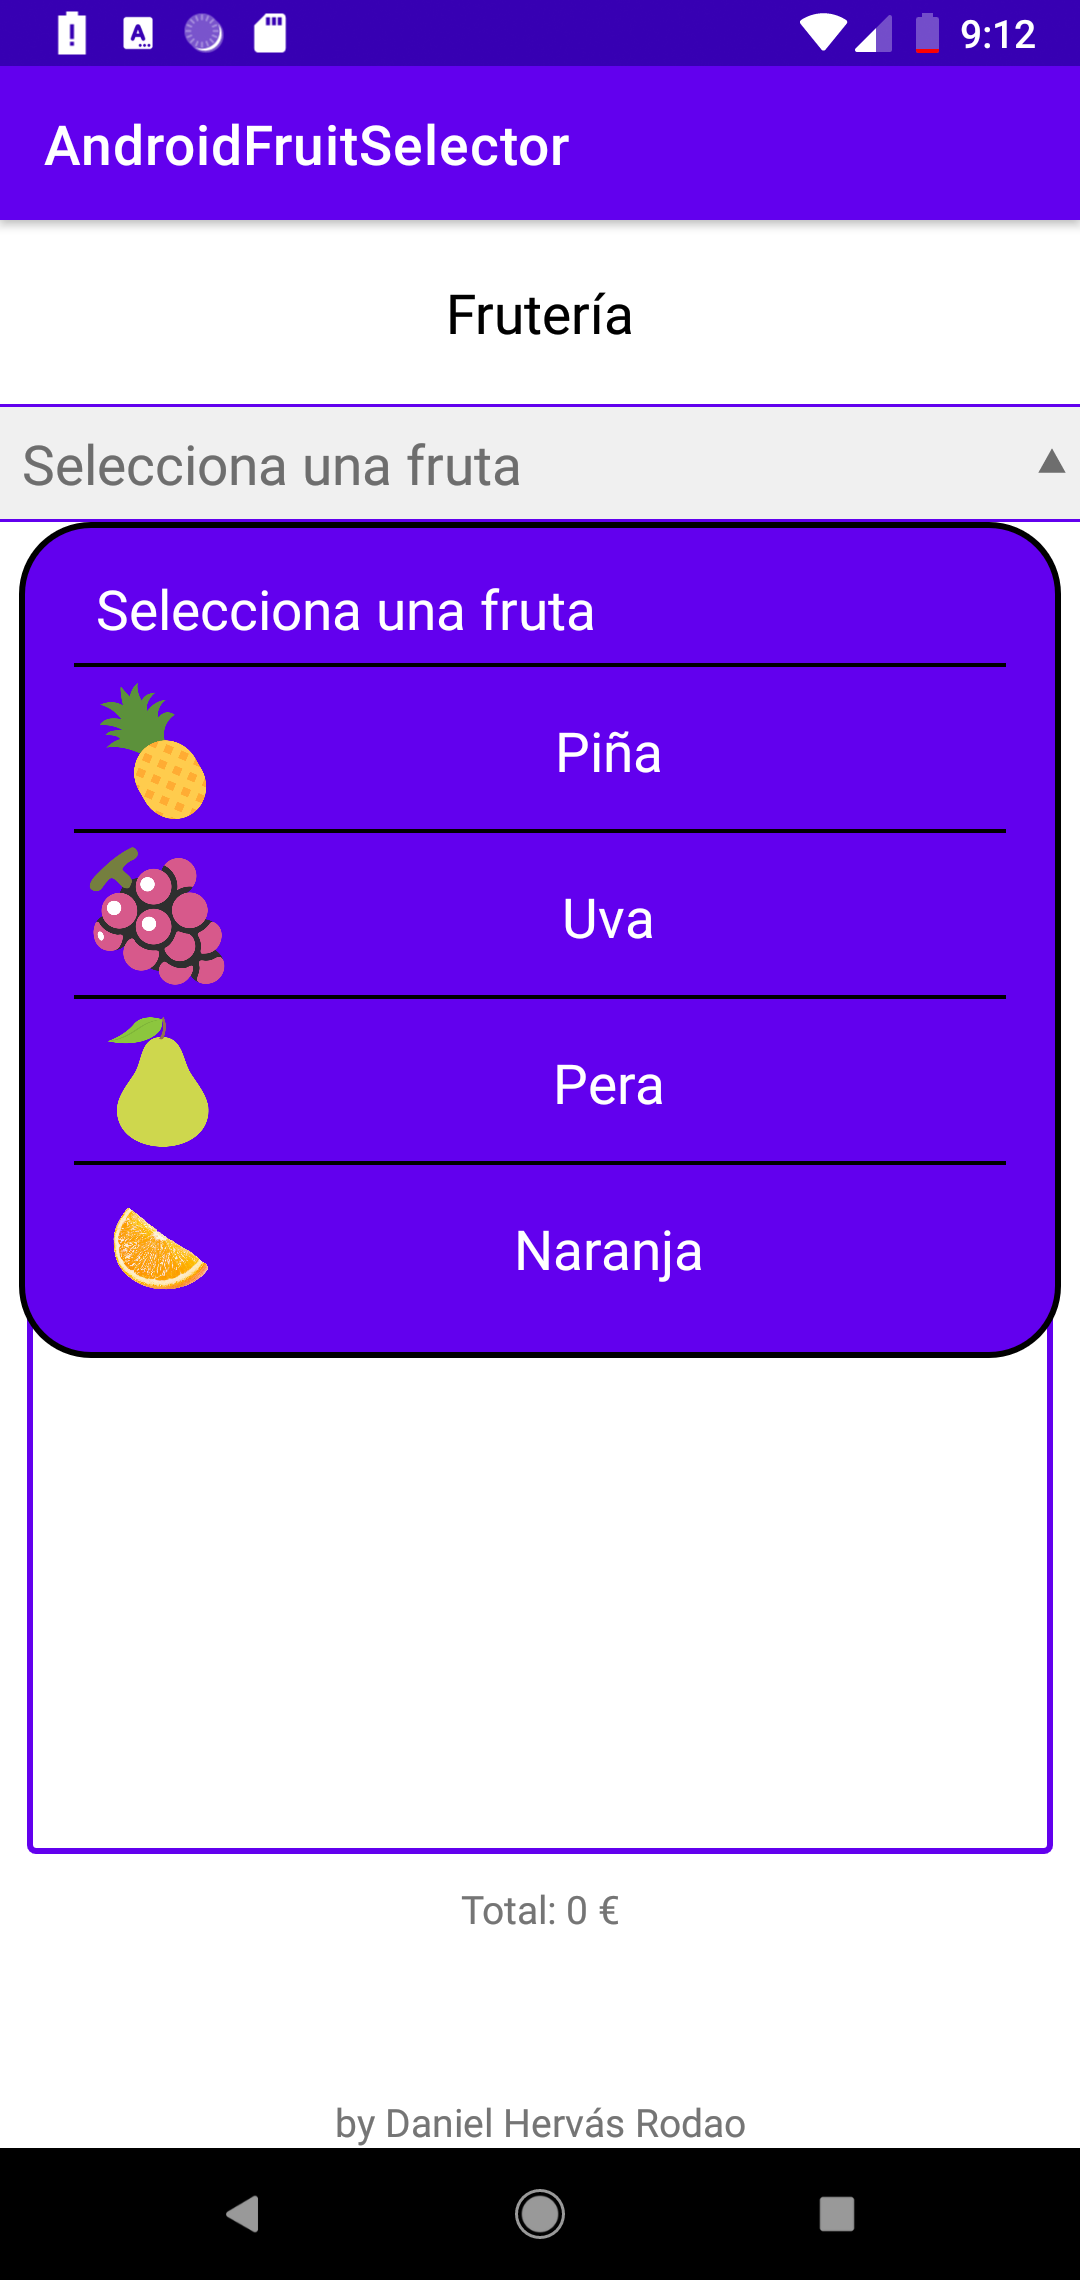 9:12
AndroidFruitSelector
Frutería
Selecciona una fruta
Selecciona una fruta
Piña
Uva
Pera
Naranja
Total: 0 €
by Daniel Hervás Rodao